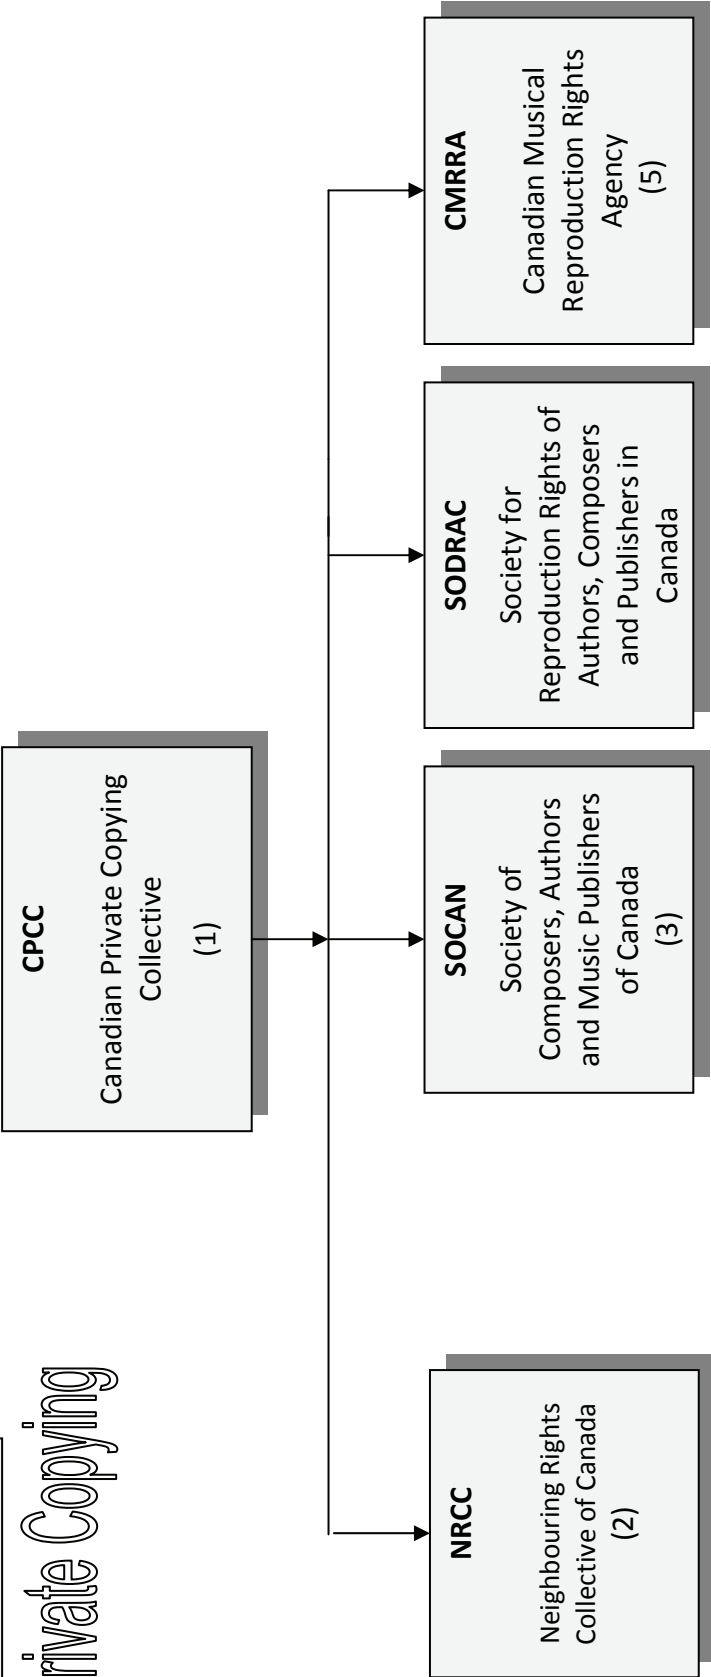 rivate Copying
CPCC
Canadian Private Copying
Collective
(1)
NRCC
Neighbouring Rights
Collective of Canada
(2)
SOCAN
Society of
Composers, Authors
and Music Publishers
of Canada
(3)
SODRAC
Society for
Reproduction Rights of
Authors, Composers
and Publishers in
Canada
CMRRA
Canadian Musical
Reproduction Rights
Agency
(5)